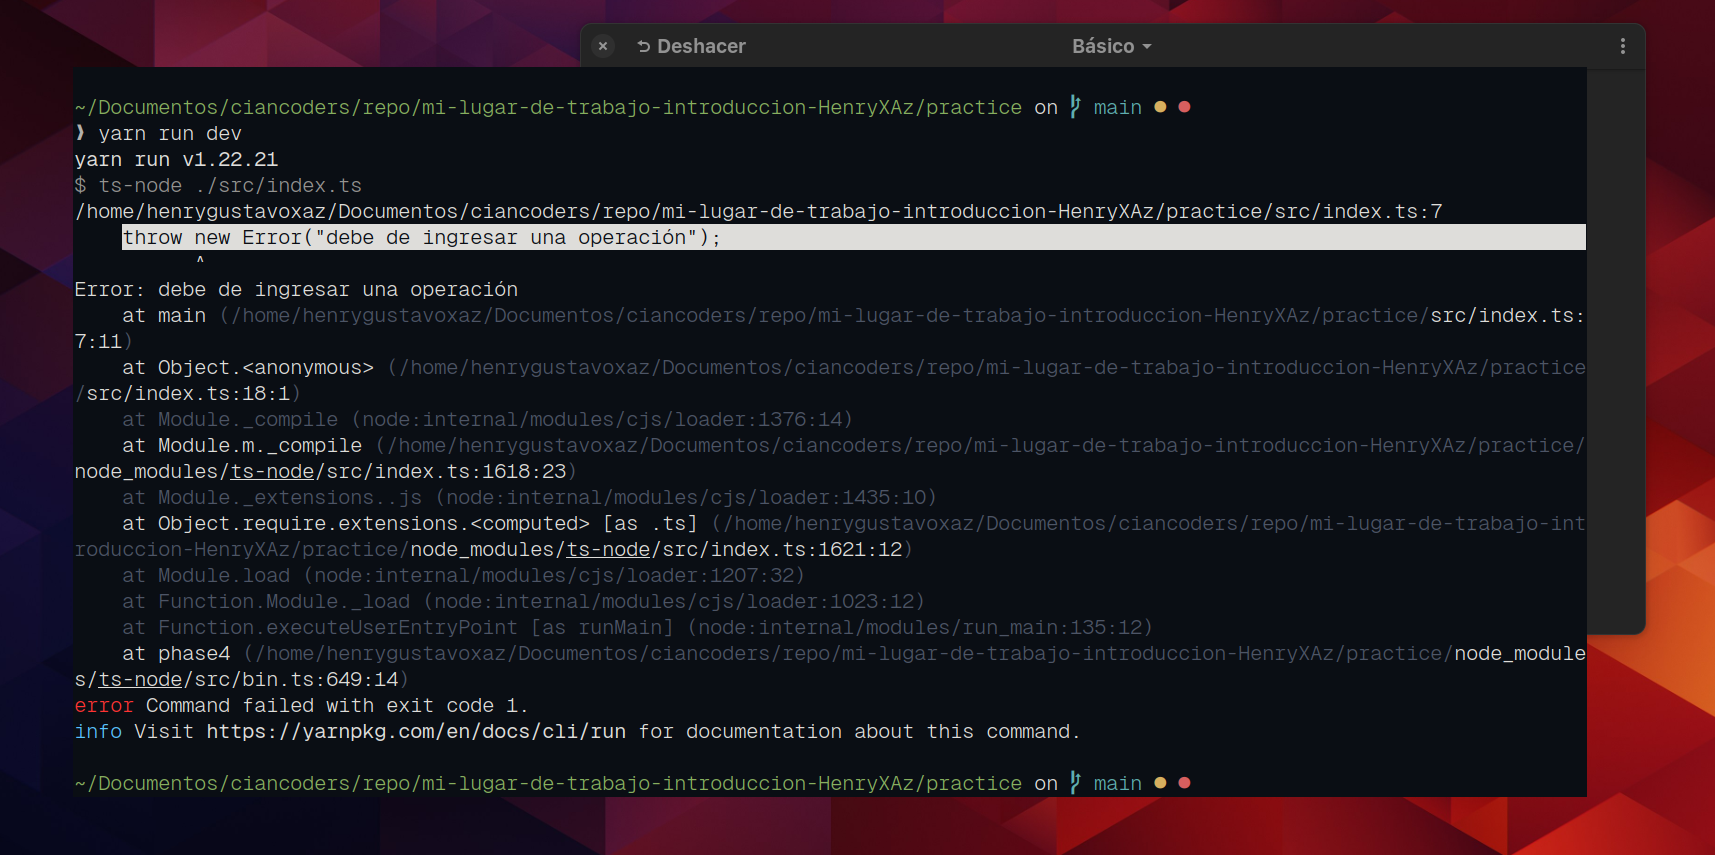 Deshacer
Básico
~/Documentos/ciancoders/repo/mi-lugar-de-trabajo-introduccion-HenryXAz/practice on main
❱ yarn run dev
yarn run v1.22.21
$ ts-node ./src/index.ts
/home/henrygustavoxaz/Documentos/ciancoders/repo/mi-lugar-de-trabajo-introduccion-HenryXAz/practice/src/index.ts:7
throw new Error("debe de ingresar una operación");
^
Error: debe de ingresar una operación
at main (/home/henrygustavoxaz/Documentos/ciancoders/repo/mi-lugar-de-trabajo-introduccion-HenryXAz/practice/src/index.ts:
7:11)
at Object.<anonymous> (/home/henrygustavoxaz/Documentos/ciancoders/repo/mi-lugar-de-trabajo-introduccion-HenryXAz/practice
/src/index.ts:18:1)
at Module._compile (node:internal/modules/cjs/loader:1376:14)
at Module.m._compile (/home/henrygustavoxaz/Documentos/ciancoders/repo/mi-lugar-de-trabajo-introduccion-HenryXAz/practice/
node_modules/ts-node/src/index.ts:1618:23)
at Module._extensions..js (node:internal/modules/cjs/loader:1435:10)
at Object.require.extensions.<computed> [as .ts] (/home/henrygustavoxaz/Documentos/ciancoders/repo/mi-lugar-de-trabajo-int
roduccion-HenryXAz/practice/node_modules/ts-node/src/index.ts:1621:12)
at Module.load (node:internal/modules/cjs/loader:1207:32)
at Function.Module._load (node:internal/modules/cjs/loader:1023:12)
at Function.executeUserEntryPoint [as runMain] (node:internal/modules/run_main:135:12)
at phase4 (/home/henrygustavoxaz/Documentos/ciancoders/repo/mi-lugar-de-trabajo-introduccion-HenryXAz/practice/node_module
s/ts-node/src/bin.ts:649:14)
error Command failed with exit code 1.
info Visit https://yarnpkg.com/en/docs/cli/run for documentation about this command.
~/Documentos/ciancoders/repo/mi-lugar-de-trabajo-introduccion-HenryXAz/practice on main